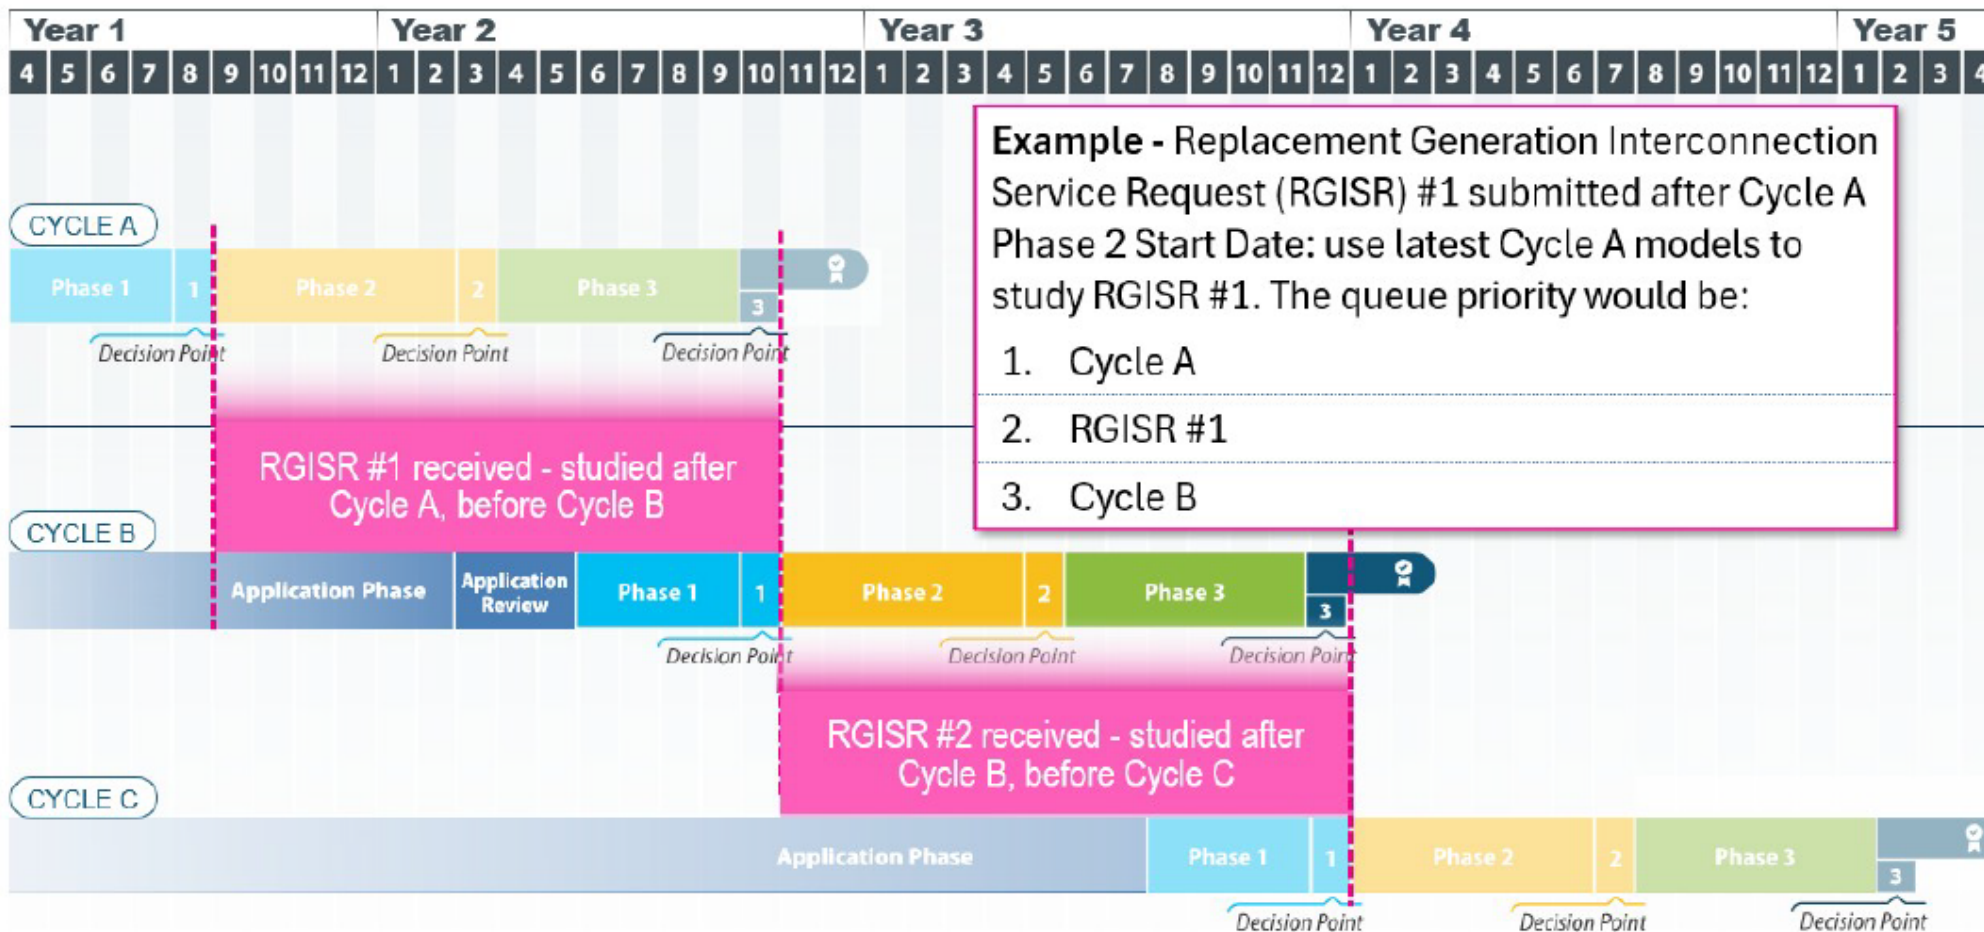 Year 1 Year 2 Year 3 Year 4 Year 5
4 5 6 7 8 9 10 11 12 1 2 3 4 5 6 7 8 9 10 11 12 1 2 3 4 5 6 7 8 9 10 11 12 1 2 3 4 5 6 7 8 9 10 11 12 1 2 3 4
Example - Replacement Generation Interconnection
Service Request (RGISR) #1 submitted after Cycle A
Phase 2 Start Date: use latest Cycle A models to
study RGISR #1. The queue priority would be:
1. Cycle A
2. RGISR #1
3. Cycle B
CYCLE A
Phase 1 1 Phase 2 2 Phase 3
3
Decision Point Decision Point Decision Point
RGISR #1 received - studied after
Cycle A, before Cycle B
CYCLE B
Application Phase Application Review Phase 1 1 Phase 2 2 Phase 3
3
Decision Point Decision Point Decision Point
RGISR #2 received - studied after
Cycle B, before Cycle C
CYCLE C
Application Phase Phase 1 1 Phase 2 2 Phase 3
3
Decision Point Decision Point Decision Point